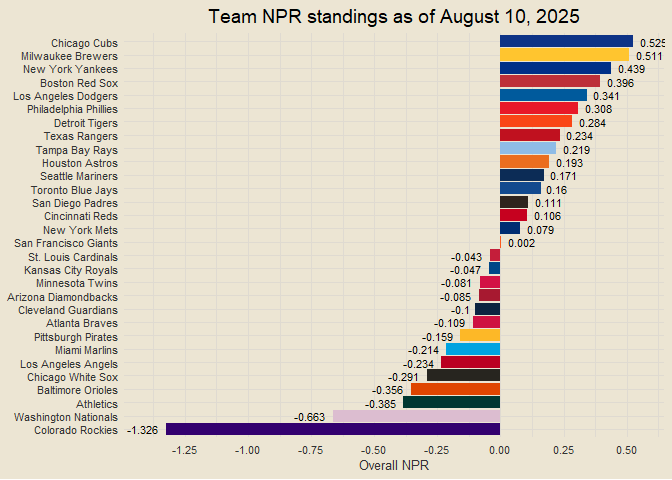 Team NPR standings as of August 10, 2025
Chicago Cubs 0.525
Milwaukee Brewers 0.511
New York Yankees 0.439
Boston Red Sox 0.396
Los Angeles Dodgers 0.341
Philadelphia Phillies 0.308
Detroit Tigers 0.284
Texas Rangers 0.234
Tampa Bay Rays 0.219
Houston Astros 0.193
Seattle Mariners 0.171
Toronto Blue Jays 0.16
San Diego Padres 0.111
Cincinnati Reds 0.106
New York Mets 0.079
San Francisco Giants 0.002
St. Louis Cardinals -0.043
Kansas City Royals -0.047
Minnesota Twins -0.081
Arizona Diamondbacks -0.085
Cleveland Guardians -0.1
Atlanta Braves -0.109
Pittsburgh Pirates -0.159
Miami Marlins -0.214
Los Angeles Angels -0.234
Chicago White Sox -0.291
Baltimore Orioles -0.356
Athletics -0.385
Washington Nationals -0.663
Colorado Rockies -1.326
-1.25 -1.00 -0.75 -0.50 -0.25 0.00 0.25 0.50
Overall NPR